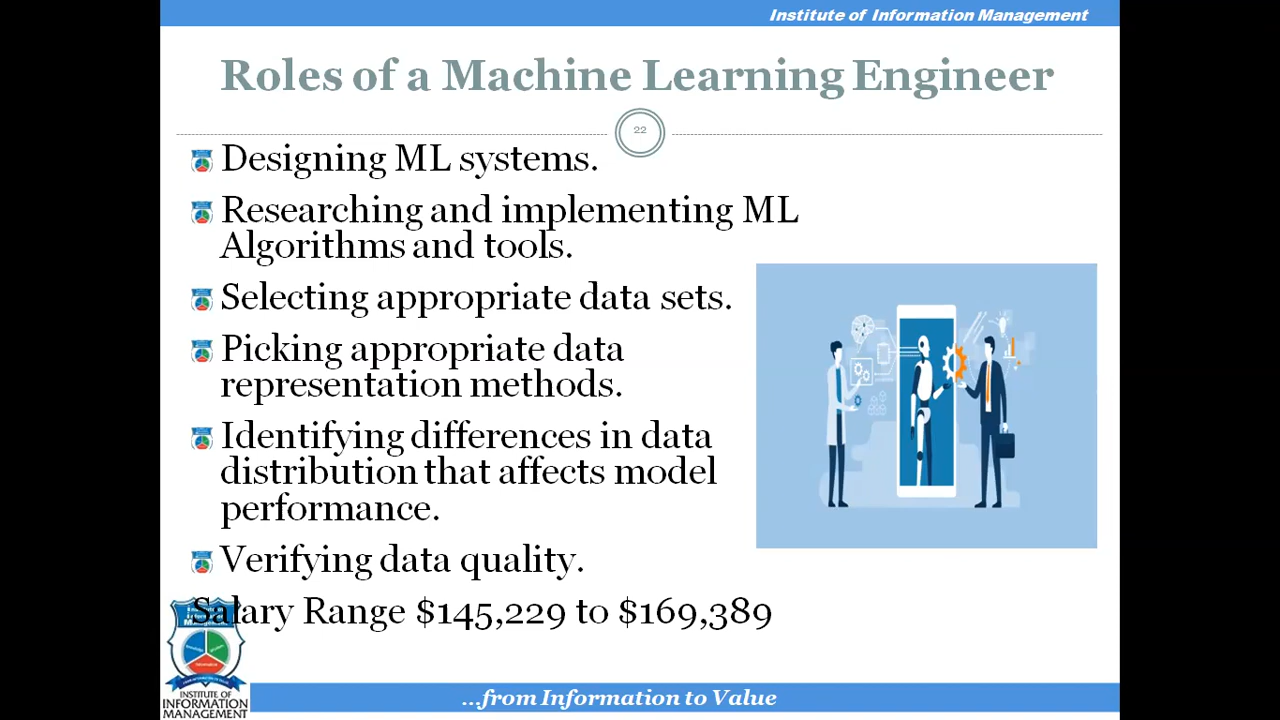 Institute of Information Management
Roles of a Machine Learning Engineer
22
Designing ML systems.
Researching and implementing ML
Algorithms and tools.
Selecting appropriate data sets.
Picking appropriate data
representation methods.
Identifying differences in data
distribution that affects model
performance.
Verifying data quality.
Salary Range $145,229 to $169,389
INSTITUTE OF
INFORMATION
MANAGEMENT
...from Information to Value